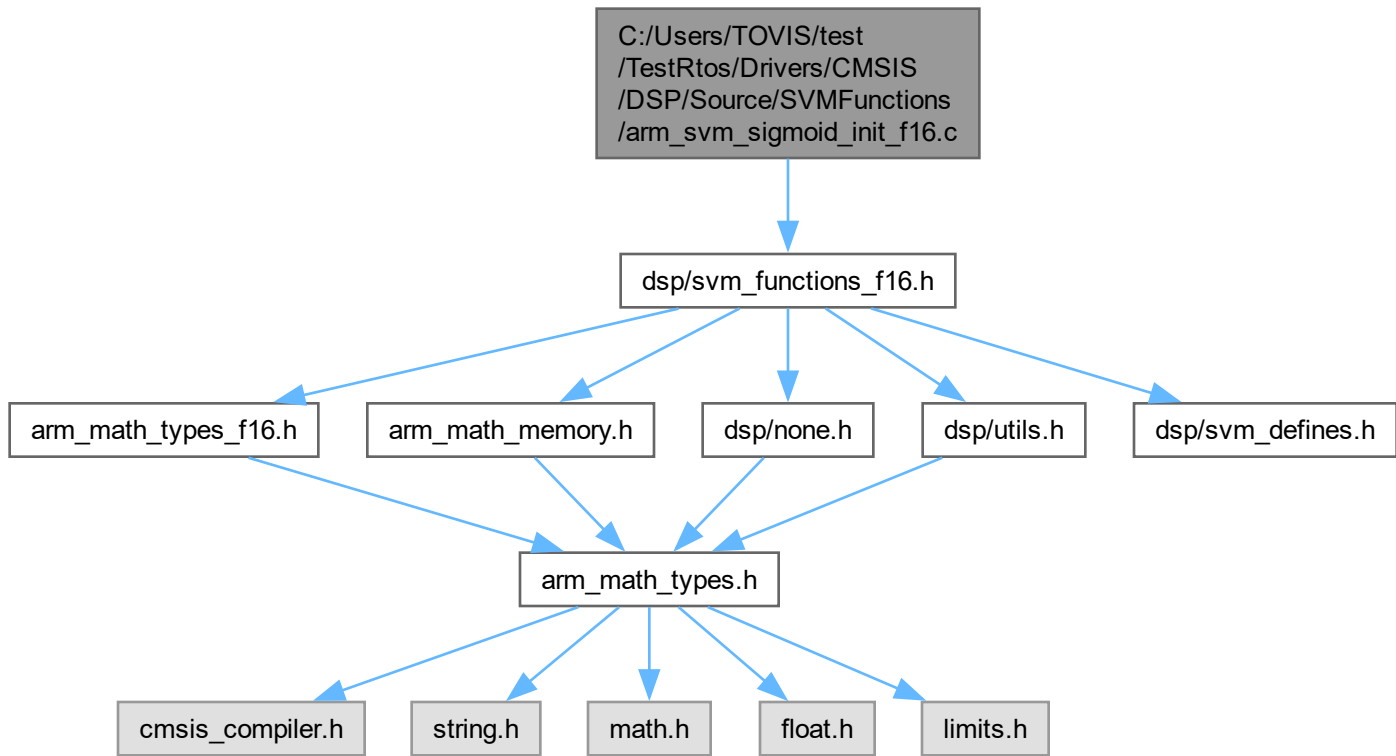 C:/Users/TOVIS/test
/TestRtos/Drivers/CMSIS
/DSP/Source/SVMFunctions
/arm_svm_sigmoid_init_f16.c
dsp/svm_functions_f16.h
arm_math_types_f16.h
arm_math_memory.h
dsp/none.h
dsp/utils.h
dsp/svm_defines.h
arm_math_types.h
cmsis_compiler.h
string.h
math.h
float.h
limits.h